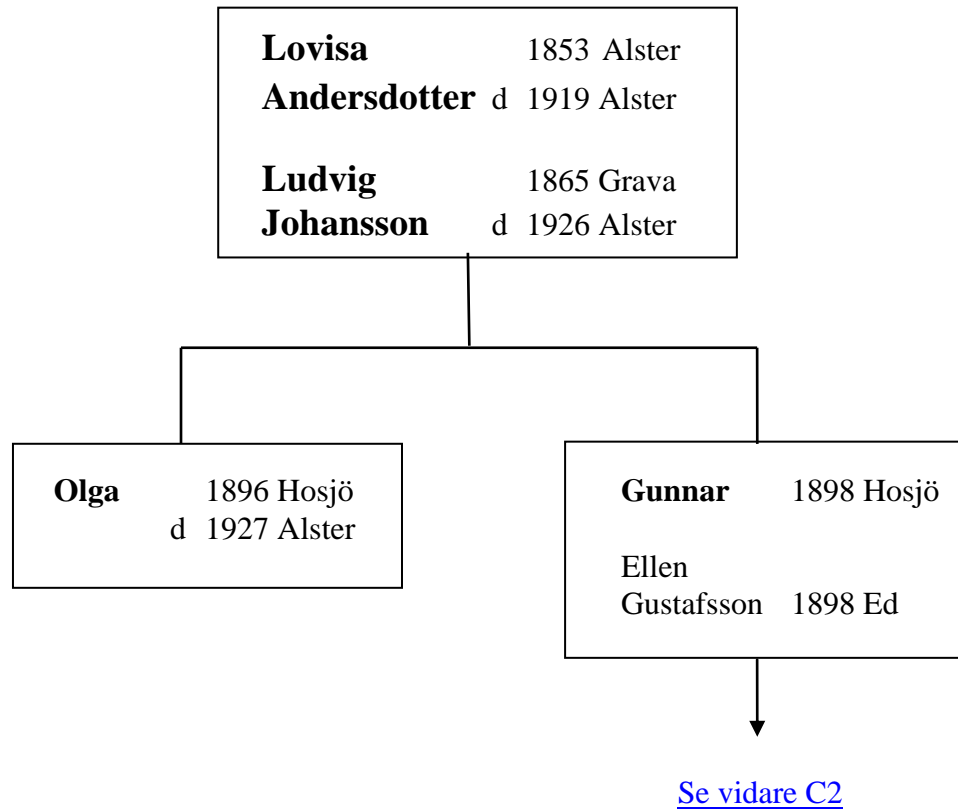 Lovisa 1853 Alster
Andersdotter d 1919 Alster
Ludvig 1865 Grava
Johansson d 1926 Alster
Olga 1896 Hosjö
d 1927 Alster
Gunnar 1898 Hosjö
Ellen
Gustafsson 1898 Ed
Se vidare C2